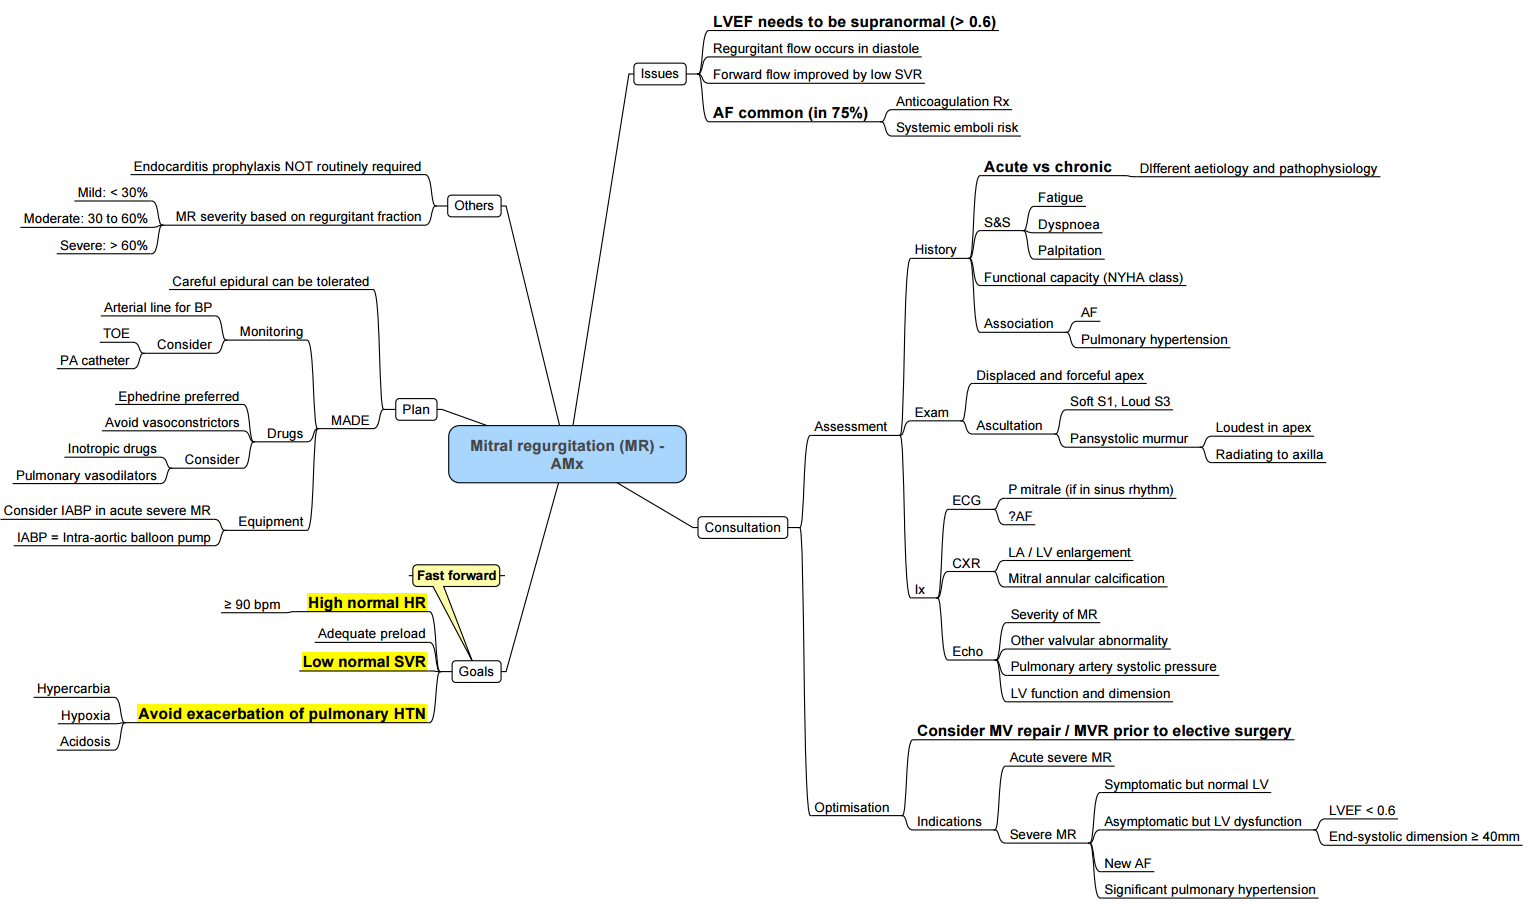 Mitral regurgitation (MR) -
AMx
Issues
LVEF needs to be supranormal (> 0.6)
Regurgitant flow occurs in diastole
Forward flow improved by low SVR
AF common (in 75%)
Anticoagulation Rx
Systemic emboli risk
Consultation
Assessment
History
Acute vs chronic
DIfferent aetiology and pathophysiology
S&S
Fatigue
Dyspnoea
Palpitation
Functional capacity (NYHA class)
Association
AF
Pulmonary hypertension
Exam
Displaced and forceful apex
Ascultation
Soft S1, Loud S3
Pansystolic murmur
Loudest in apex
Radiating to axilla
Ix
ECG
P mitrale (if in sinus rhythm)
?AF
CXR
LA / LV enlargement
Mitral annular calcification
Echo
Severity of MR
Other valvular abnormality
Pulmonary artery systolic pressure
LV function and dimension
Optimisation
Consider MV repair / MVR prior to elective surgery
Indications
Acute severe MR
Severe MR
Symptomatic but normal LV
Asymptomatic but LV dysfunction
LVEF < 0.6
End-systolic dimension ≥ 40mm
New AF
Significant pulmonary hypertension
Others
Endocarditis prophylaxis NOT routinely required
MR severity based on regurgitant fraction
Mild: < 30%
Moderate: 30 to 60%
Severe: > 60%
Plan
Careful epidural can be tolerated
MADE
Monitoring
Arterial line for BP
Consider
TOE
PA catheter
Drugs
Ephedrine preferred
Avoid vasoconstrictors
Consider
Inotropic drugs
Pulmonary vasodilators
Equipment
Consider IABP in acute severe MR
IABP = Intra-aortic balloon pump
Goals
Fast forward
High normal HR
≥ 90 bpm
Adequate preload
Low normal SVR
Avoid exacerbation of pulmonary HTN
Hypercarbia
Hypoxia
Acidosis